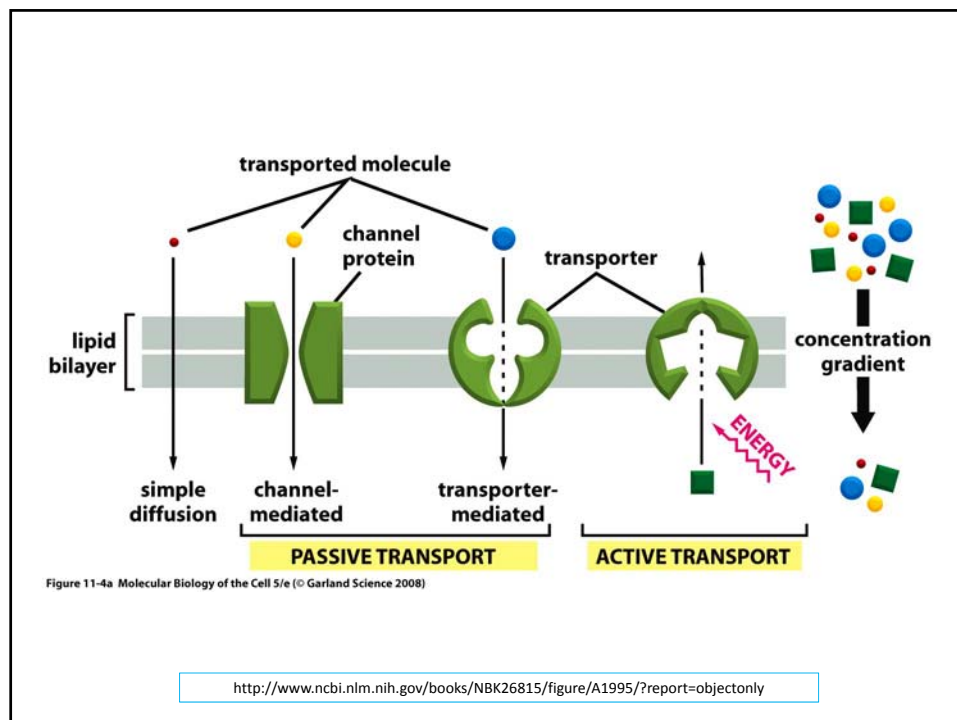 transported molecule
channel
protein
transporter
lipid
bilayer
concentration
gradient
ENERGY
simple
diffusion
channel-
mediated
transporter-
mediated
PASSIVE TRANSPORT
ACTIVE TRANSPORT
Figure 11-4a Molecular Biology of the Cell 5/e (© Garland Science 2008)
http://www.ncbi.nlm.nih.gov/books/NBK26815/figure/A1995/?report=objectonly